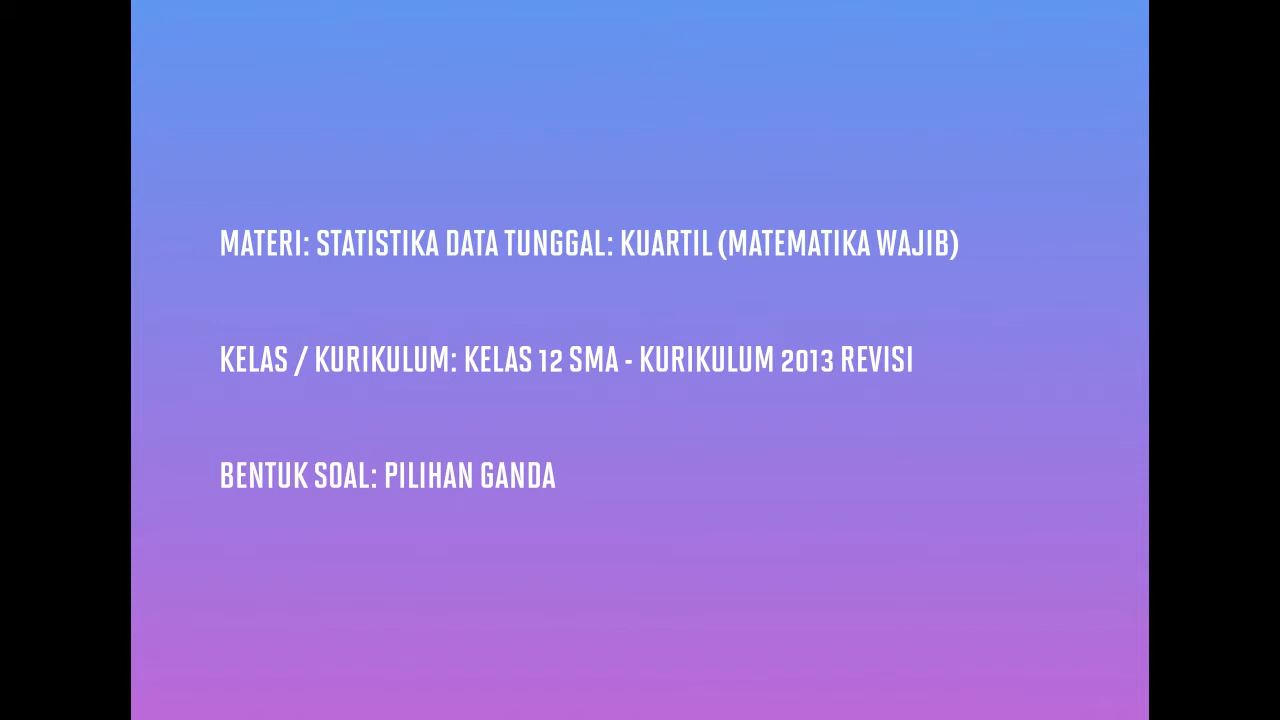 MATERI: STATISTIKA DATA TUNGGAL: KUARTIL (MATEMATIKA WAJIB)
KELAS / KURIKULUM: KELAS 12 SMA - KURIKULUM 2013 REVISI
BENTUK SOAL: PILIHAN GANDA